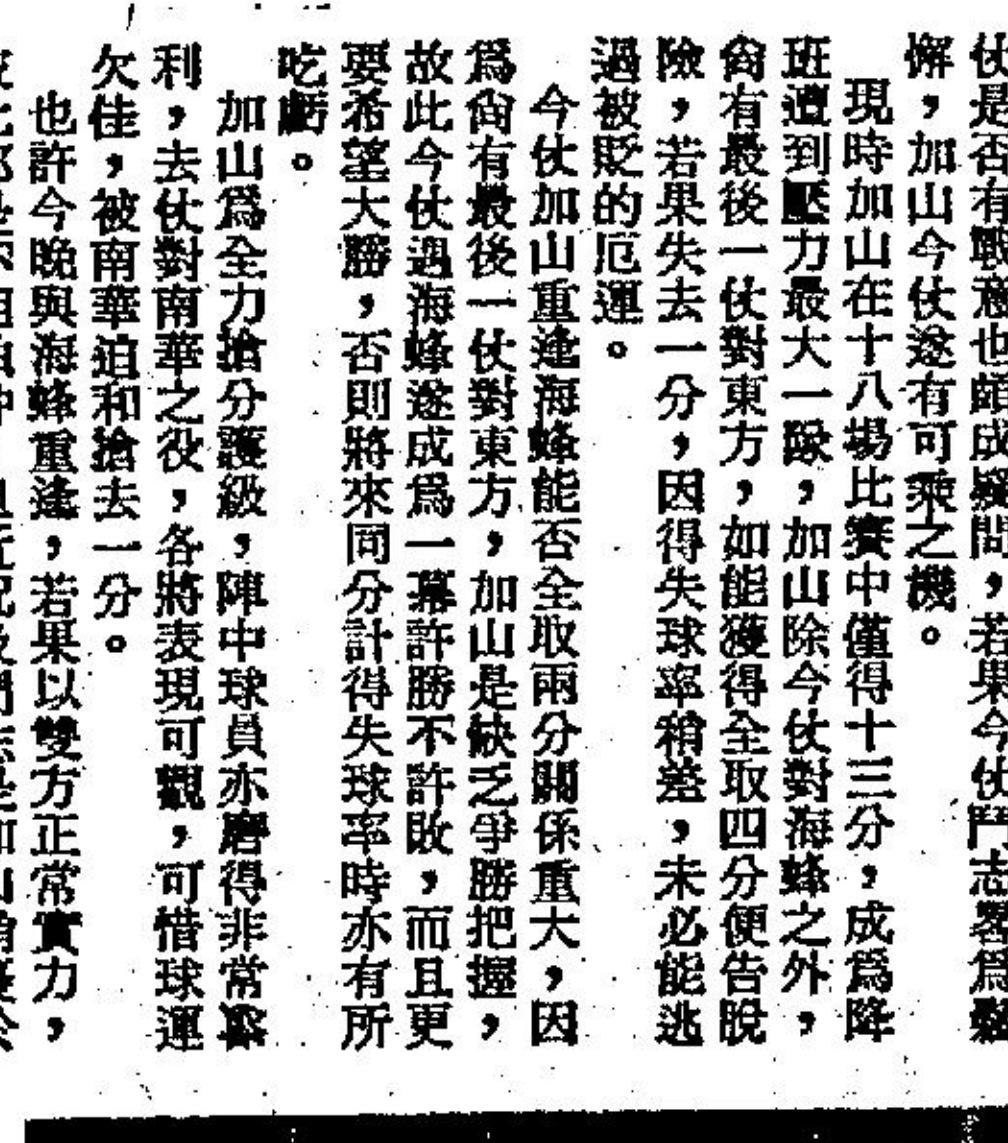 仗是否有戰意也頗成疑問，若果今仗鬥志畧爲鬆
懈，加山今仗遂有可乘之機。
現時加山在十八場比賽中僅得十三分，成爲降
班遭到壓力最大一隊，加山除今仗對海蜂之外，
尙有最後一仗對東方，如能獲得全取四分便告脫
險，若果失去一分，因得失球率稍差，未必能逃
過被貶的厄運。
今仗加山重逢海蜂能否全取兩分關係重大，因
爲尙有最後一仗對東方，加山是缺乏爭勝把握，
故此今仗遇海蜂遂成爲一幕許勝不許敗，而且更
要希望大勝，否則將來同分計得失球率時亦有所
吃虧。
加山爲全力搶分護級，陣中球員亦磨得非常
利，去仗對南華之役，各將表現可觀，可惜球運
欠佳，被南華迫和搶去一分。
也許今晚與海蜂重逢，若果以雙方正常實力，